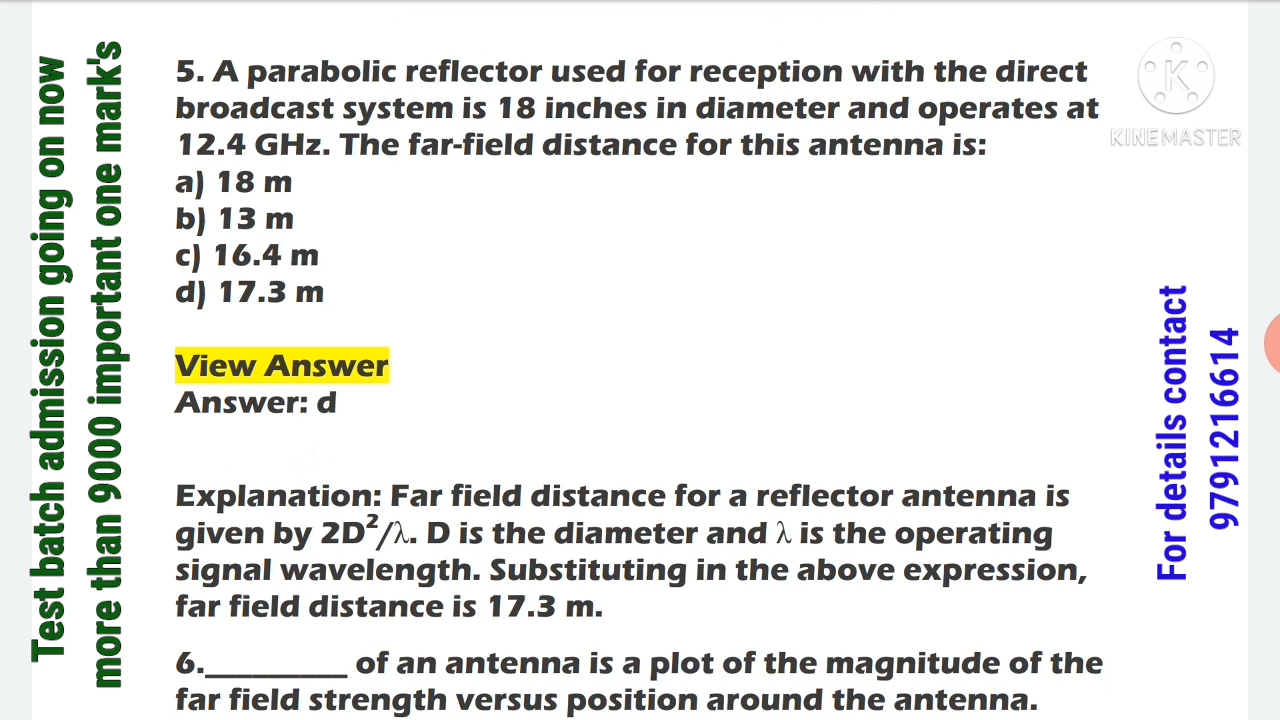 Test batch admission going on now
more than 9000 important one mark's
5. A parabolic reflector used for reception with the direct
broadcast system is 18 inches in diameter and operates at
12.4 GHz. The far-field distance for this antenna is:
a) 18 m
b) 13 m
c) 16.4 m
d) 17.3 m
View Answer
Answer: d
Explanation: Far field distance for a reflector antenna is
given by 2D²/λ. D is the diameter and λ is the operating
signal wavelength. Substituting in the above expression,
far field distance is 17.3 m.
6._________ of an antenna is a plot of the magnitude of the
far field strength versus position around the antenna.
K
KINEMASTER
For details contact
9791216614